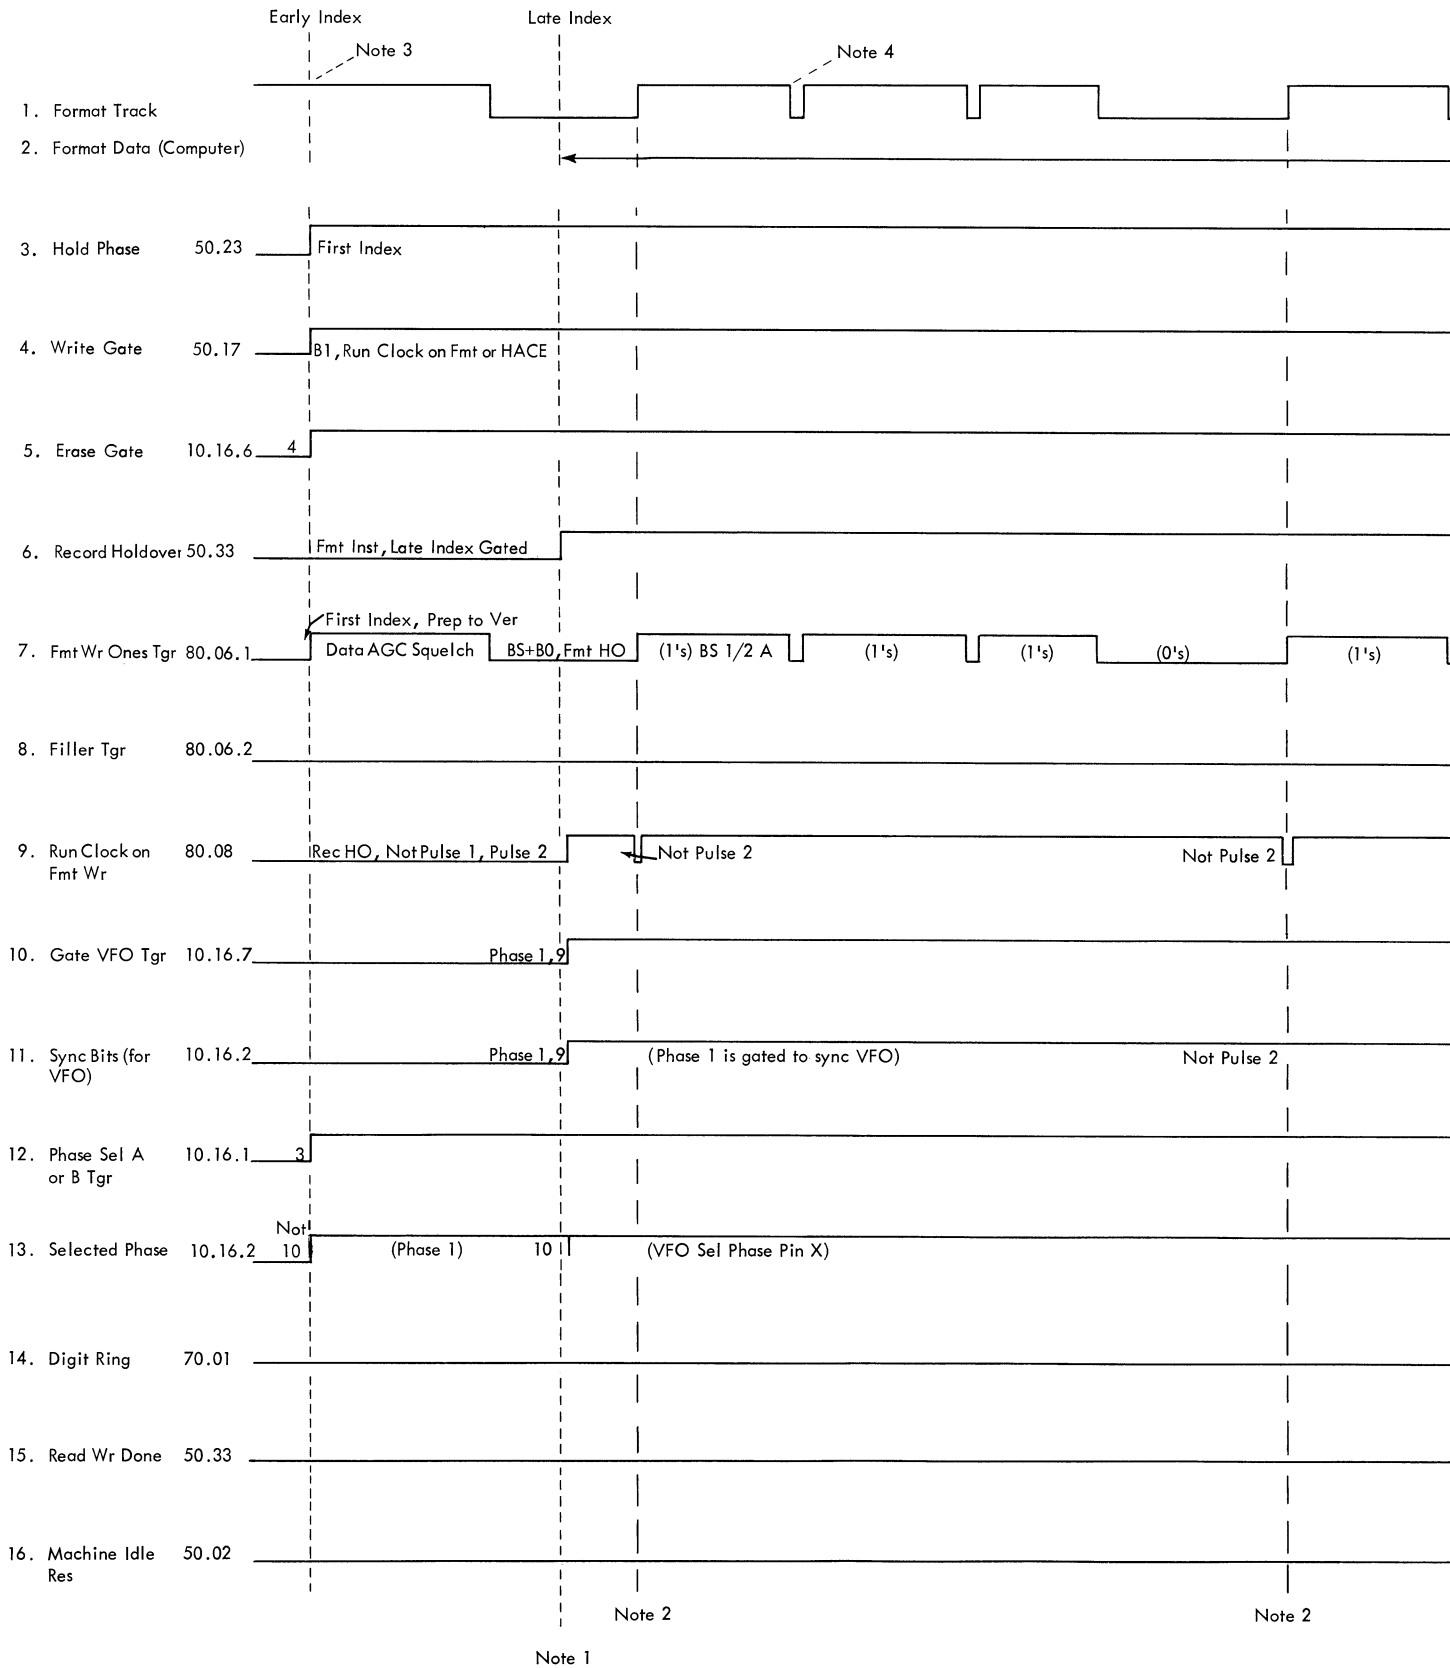 Early Index
Late Index
Note 3
Note 4
1. Format Track
2. Format Data (Computer)
3. Hold Phase 50.23 First Index
4. Write Gate 50.17 B1, Run Clock on Fmt or HACE
5. Erase Gate 10.16.6 4
6. Record Holdover 50.33 Fmt Inst, Late Index Gated
First Index, Prep to Ver
7. Fmt Wr Ones Tgr 80.06.1 Data AGC Squelch BS+B0, Fmt HO (1's) BS 1/2 A (1's) (1's) (0's) (1's)
8. Filler Tgr 80.06.2
9. Run Clock on 80.08 Rec HO, Not Pulse 1, Pulse 2 Not Pulse 2 Not Pulse 2
Fmt Wr
10. Gate VFO Tgr 10.16.7 Phase 1,9
11. Sync Bits (for 10.16.2 Phase 1,9 (Phase 1 is gated to sync VFO) Not Pulse 2
VFO)
12. Phase Sel A 10.16.1 3
or B Tgr
Not
13. Selected Phase 10.16.2 10 (Phase 1) 10 (VFO Sel Phase Pin X)
14. Digit Ring 70.01
15. Read Wr Done 50.33
16. Machine Idle 50.02
Res
Note 2
Note 2
Note 1